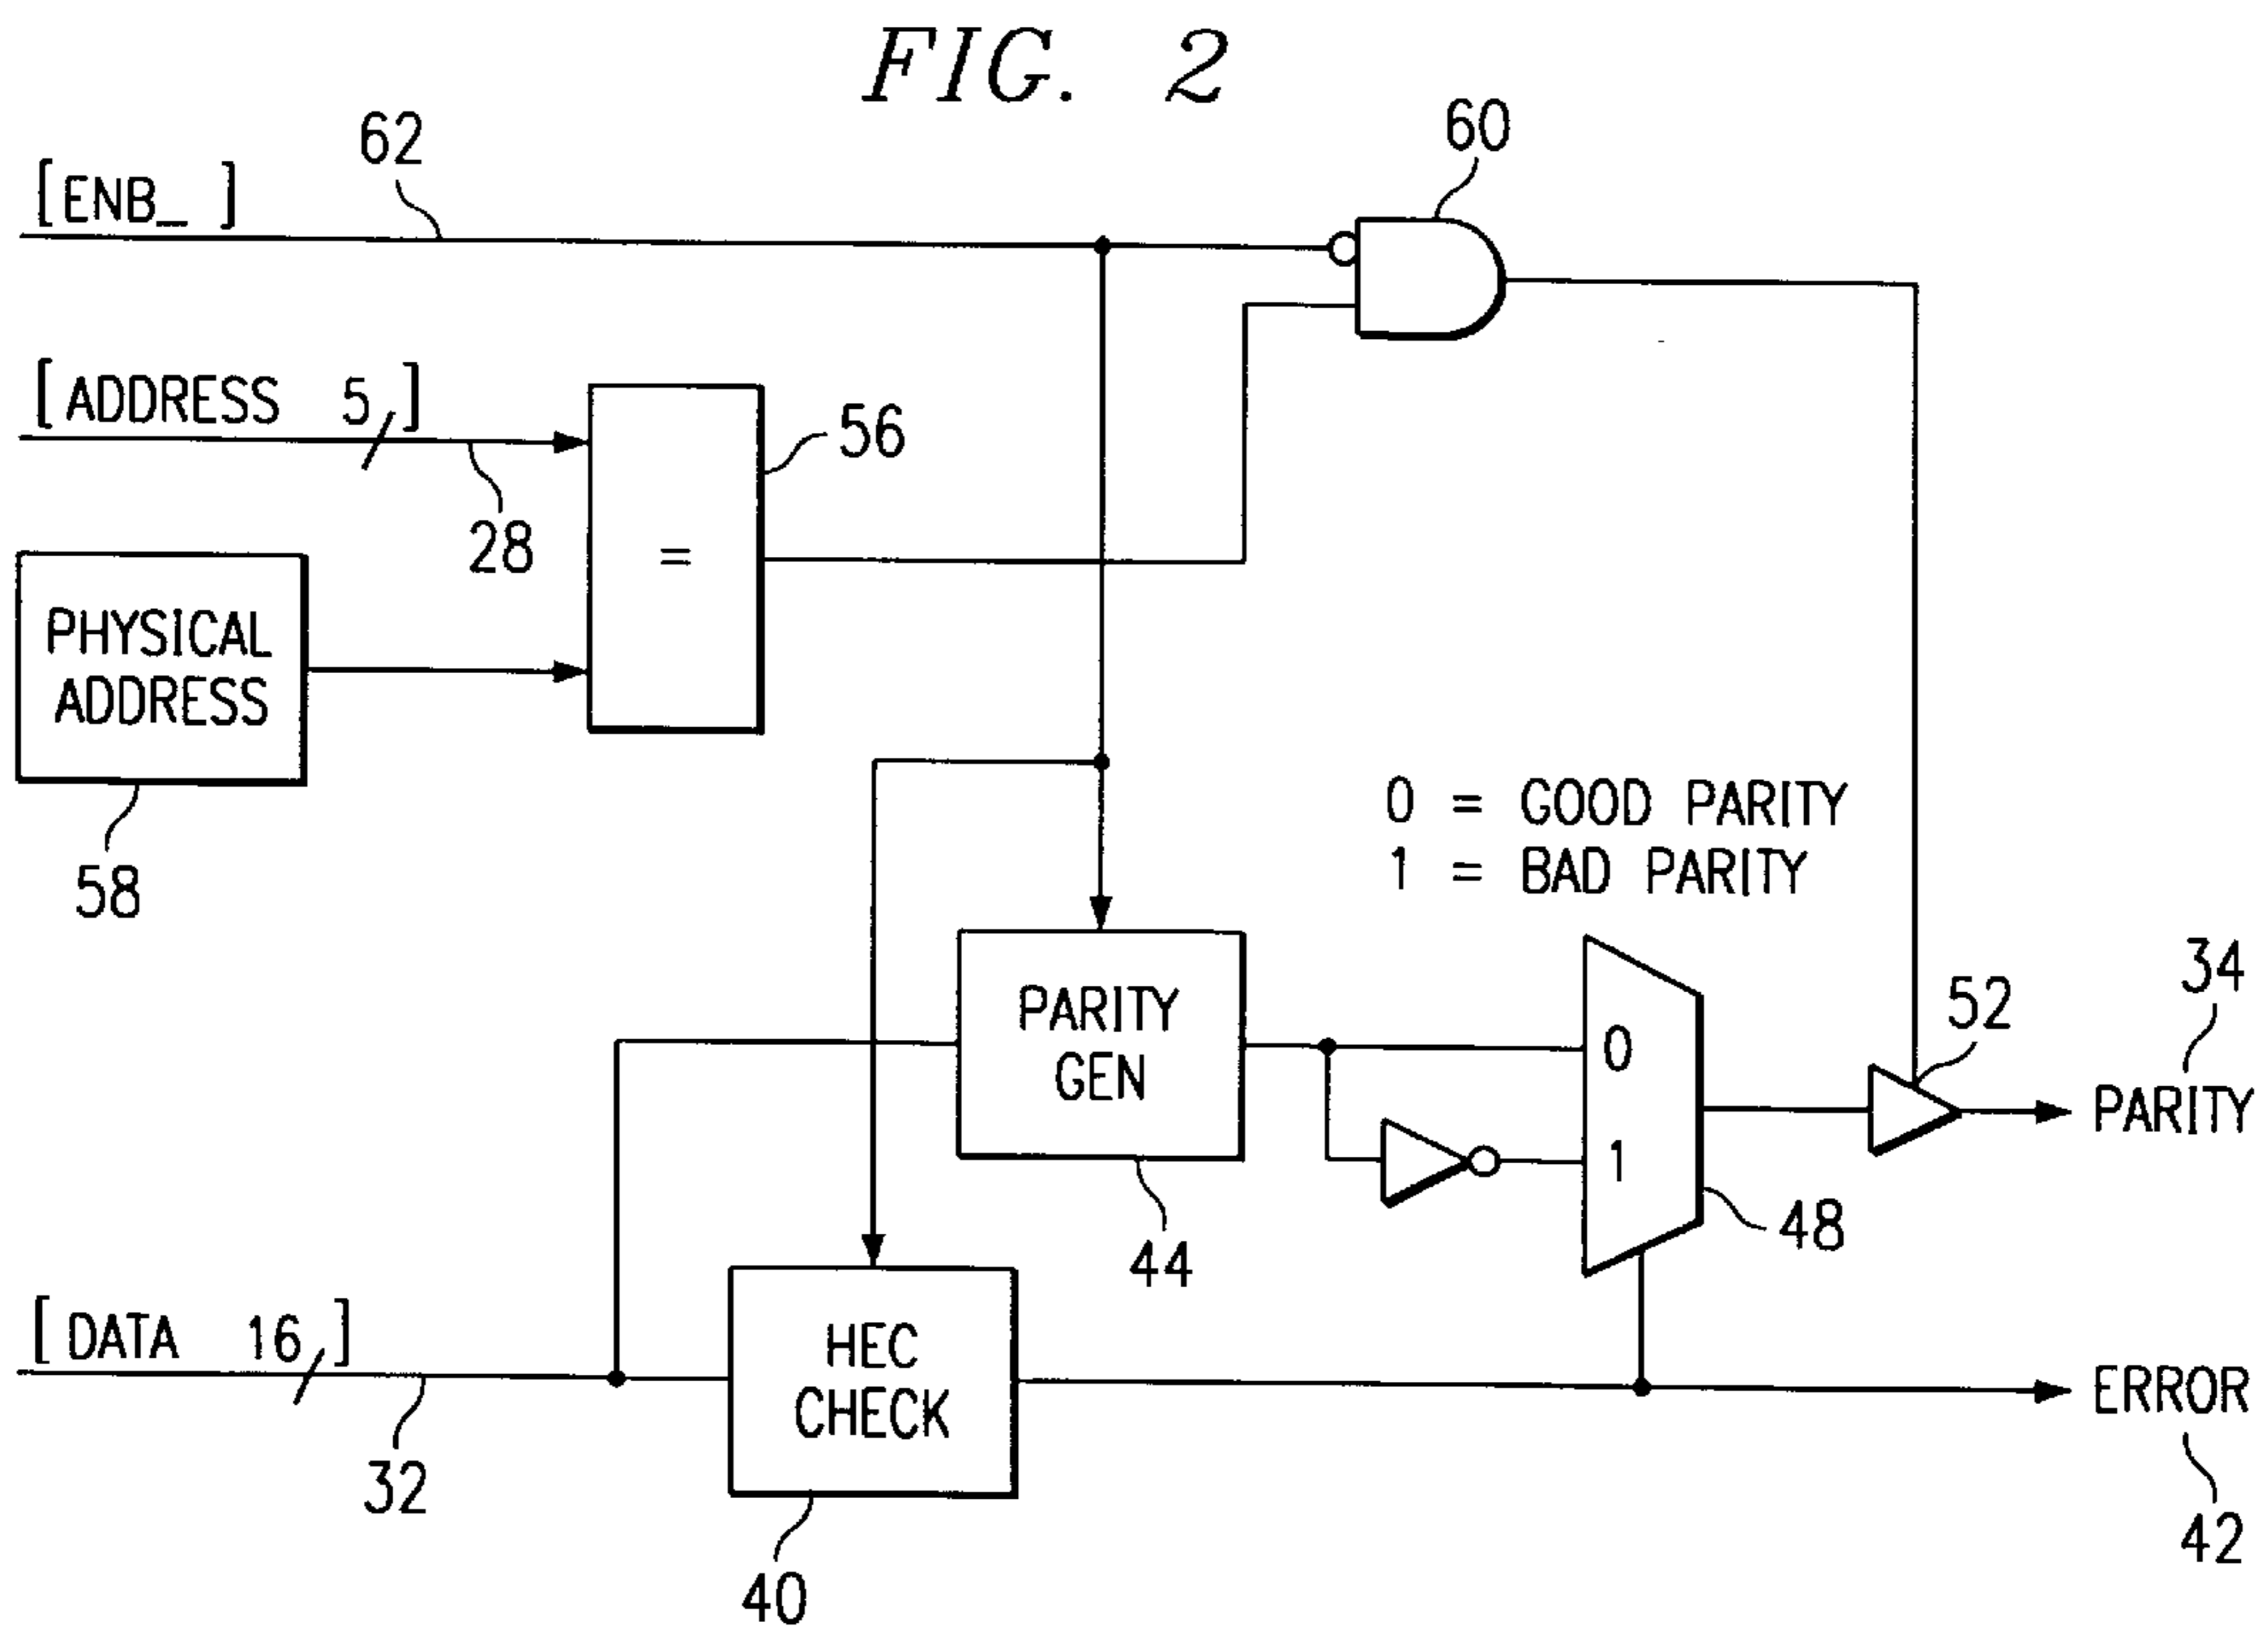 FIG. 2
62
60
[ENB_ ]
[ADDRESS 5]
56
28
=
PHYSICAL
ADDRESS
58
0 = GOOD PARITY
1 = BAD PARITY
34
52
PARITY
GEN
0
1
PARITY
48
44
[DATA 16]
HEC
CHECK
ERROR
32
42
40